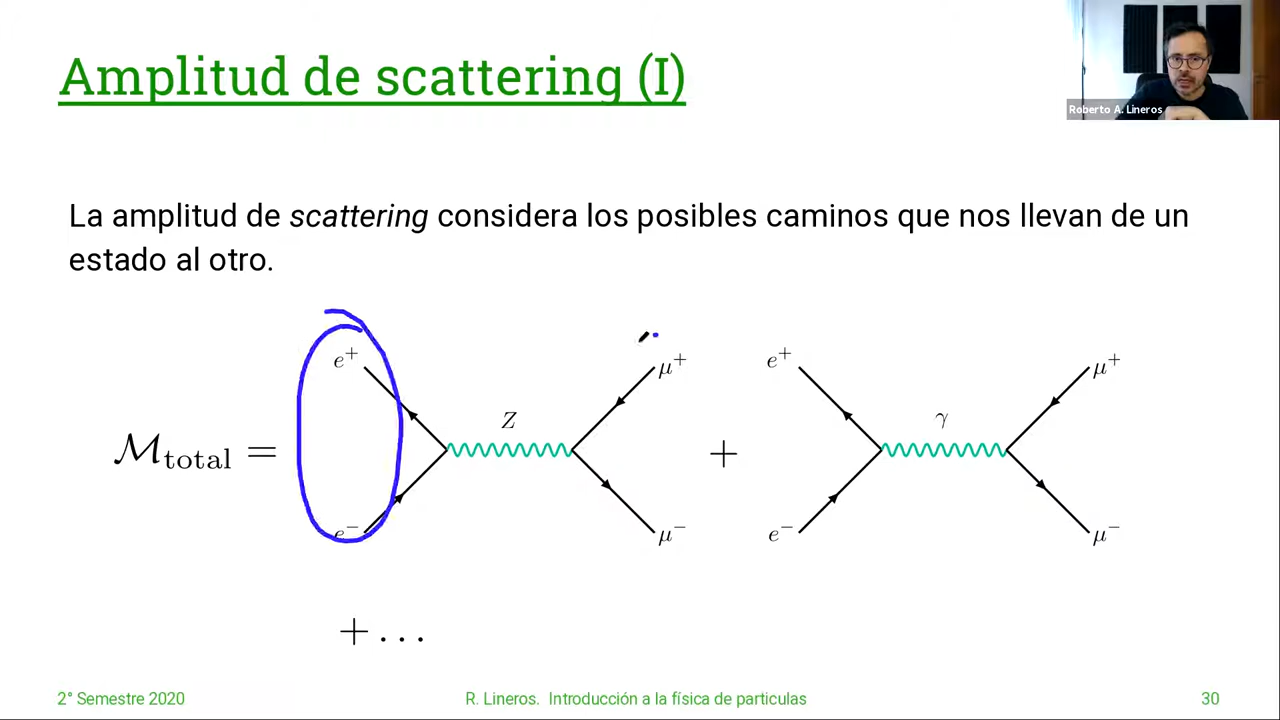 Amplitud de scattering (I)
Roberto A. Lineros
La amplitud de scattering considera los posibles caminos que nos llevan de un
estado al otro.
e⁺ μ⁺ e⁺ μ⁺
Z γ
ℳtotal = +
e⁻ μ⁻ e⁻ μ⁻
+ ...
2° Semestre 2020 R. Lineros. Introducción a la física de particulas 30